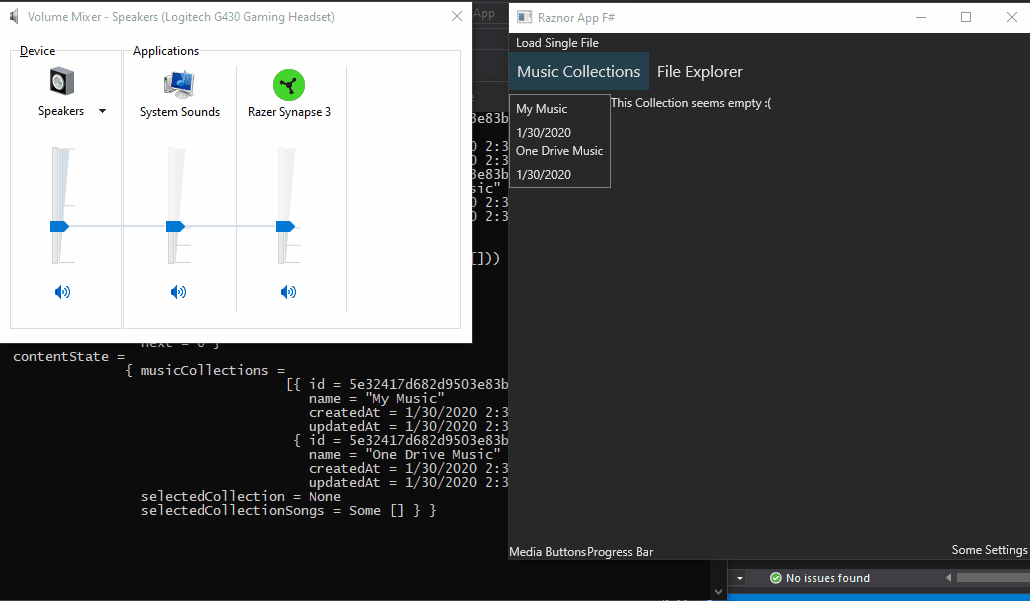 Volume Mixer - Speakers (Logitech G430 Gaming Headset)
Device
Applications
Speakers
System Sounds
Razer Synapse 3
App
3e83b
0 2:3
0 2:3
3e83b
sic"
0 2:3
0 2:3
[]))
next = 0 }
contentState =
{ musicCollections =
[{ id = 5e32417d682d9503e83b
name = "My Music"
createdAt = 1/30/2020 2:3
updatedAt = 1/30/2020 2:3
{ id = 5e32417d682d9503e83b
name = "One Drive Music"
createdAt = 1/30/2020 2:3
updatedAt = 1/30/2020 2:3
selectedCollection = None
selectedCollectionSongs = Some [] } }
Raznor App F#
Load Single File
Music Collections
File Explorer
My Music
1/30/2020
One Drive Music
1/30/2020
This Collection seems empty :(
Media Buttons
Progress Bar
Some Settings
No issues found